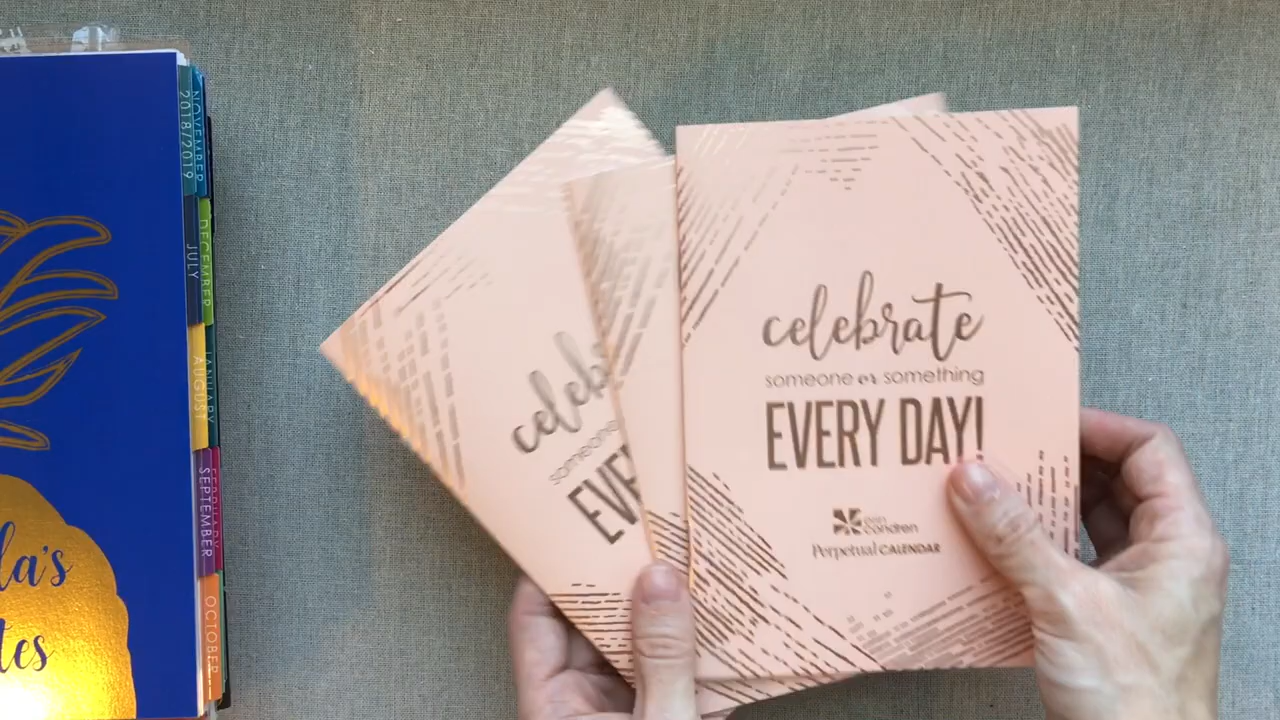 NOVEMBER
2018/2019
DECEMBER
JULY
JANUARY
AUGUST
FEBRUARY
SEPTEMBER
OCTOBER
la's
tes
celeb
someone
EVE
celebrate
someone or something
EVERY DAY!
erin
condren
Perpetual CALENDAR